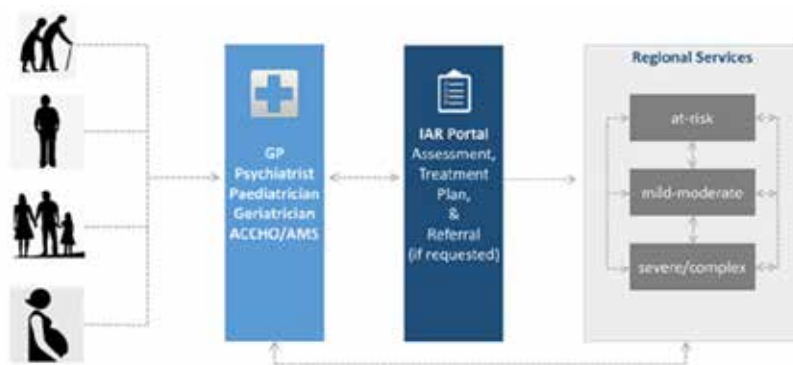 GP
Psychiatrist
Paediatrician
Geriatrician
ACCHO/AMS
IAR Portal
Assessment,
Treatment
Plan,
&
Referral
(if requested)
Regional Services
at-risk
mild-moderate
severe/complex